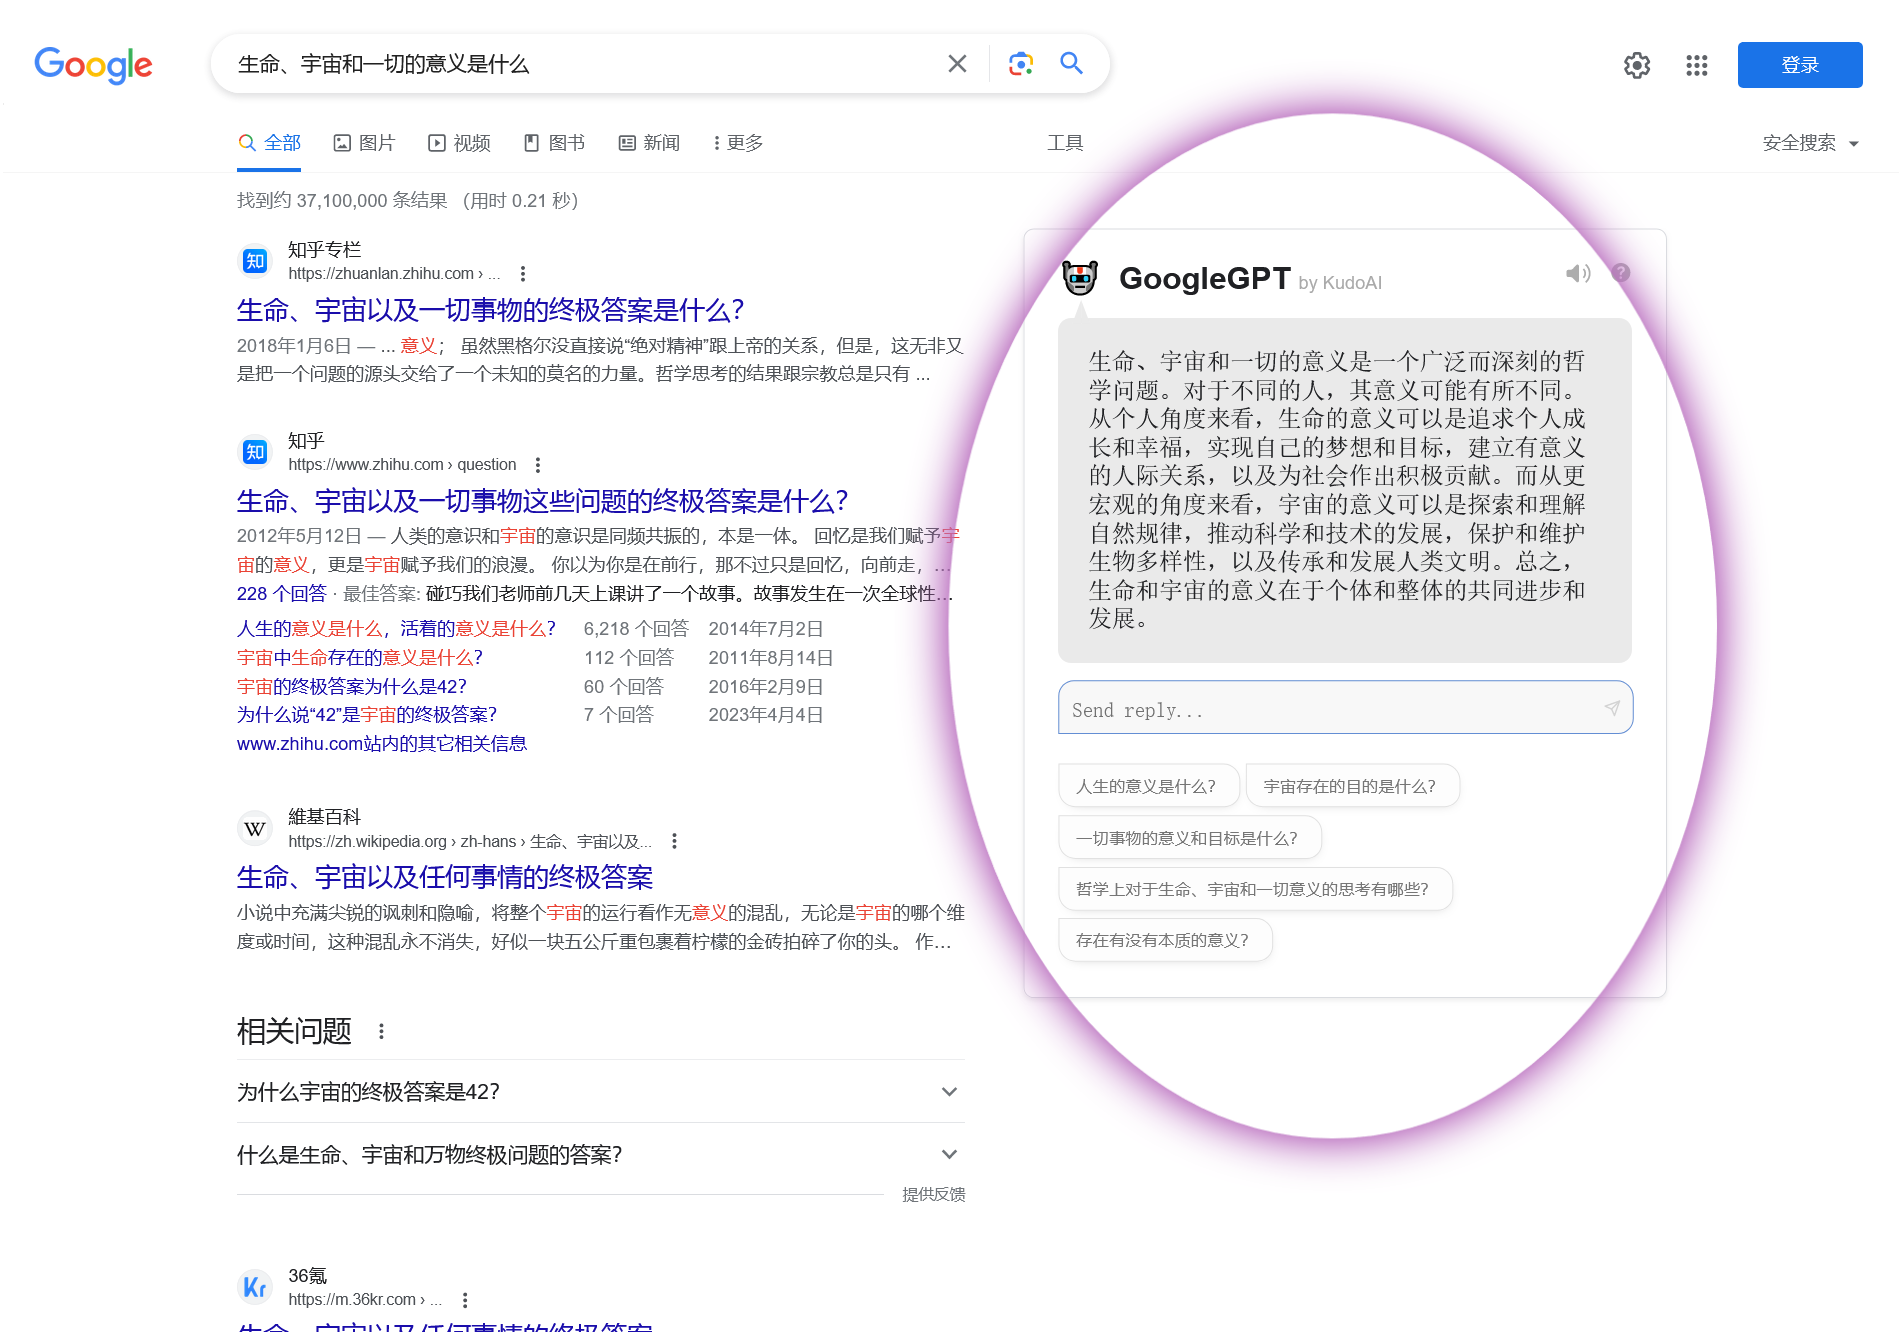 Google
生命、宇宙和一切的意义是什么
登录
全部
图片
视频
图书
新闻
更多
工具
安全搜索
找到约 37,100,000 条结果 （用时 0.21 秒）
知
知乎专栏
https://zhuanlan.zhihu.com › ...
生命、宇宙以及一切事物的终极答案是什么？
2018年1月6日 — ... 意义； 虽然黑格尔没直接说“绝对精神”跟上帝的关系，但是，这无非又
是把一个问题的源头交给了一个未知的莫名的力量。哲学思考的结果跟宗教总是只有 ...
知
知乎
https://www.zhihu.com › question
生命、宇宙以及一切事物这些问题的终极答案是什么？
2012年5月12日 — 人类的意识和宇宙的意识是同频共振的，本是一体。 回忆是我们赋予宇
宙的意义，更是宇宙赋予我们的浪漫。 你以为你是在前行，那不过只是回忆，向前走，...
228 个回答 · 最佳答案: 碰巧我们老师前几天上课讲了一个故事。故事发生在一次全球性...
人生的意义是什么，活着的意义是什么？ 6,218 个回答 2014年7月2日
宇宙中生命存在的意义是什么？ 112 个回答 2011年8月14日
宇宙的终极答案为什么是42？ 60 个回答 2016年2月9日
为什么说“42”是宇宙的终极答案？ 7 个回答 2023年4月4日
www.zhihu.com站内的其它相关信息
W
維基百科
https://zh.wikipedia.org › zh-hans › 生命、宇宙以及...
生命、宇宙以及任何事情的终极答案
小说中充满尖锐的讽刺和隐喻，将整个宇宙的运行看作无意义的混乱，无论是宇宙的哪个维
度或时间，这种混乱永不消失，好似一块五公斤重包裹着柠檬的金砖拍碎了你的头。 作...
相关问题
为什么宇宙的终极答案是42？
什么是生命、宇宙和万物终极问题的答案？
提供反馈
Kr
36氪
https://m.36kr.com › ...
生命、宇宙以及任何事情的终极答案
GoogleGPT by KudoAI
?
生命、宇宙和一切的意义是一个广泛而深刻的哲
学问题。对于不同的人，其意义可能有所不同。
从个人角度来看，生命的意义可以是追求个人成
长和幸福，实现自己的梦想和目标，建立有意义
的人际关系，以及为社会作出积极贡献。而从更
宏观的角度来看，宇宙的意义可以是探索和理解
自然规律，推动科学和技术的发展，保护和维护
生物多样性，以及传承和发展人类文明。总之，
生命和宇宙的意义在于个体和整体的共同进步和
发展。
Send reply...
人生的意义是什么？
宇宙存在的目的是什么？
一切事物的意义和目标是什么？
哲学上对于生命、宇宙和一切意义的思考有哪些？
存在有没有本质的意义？